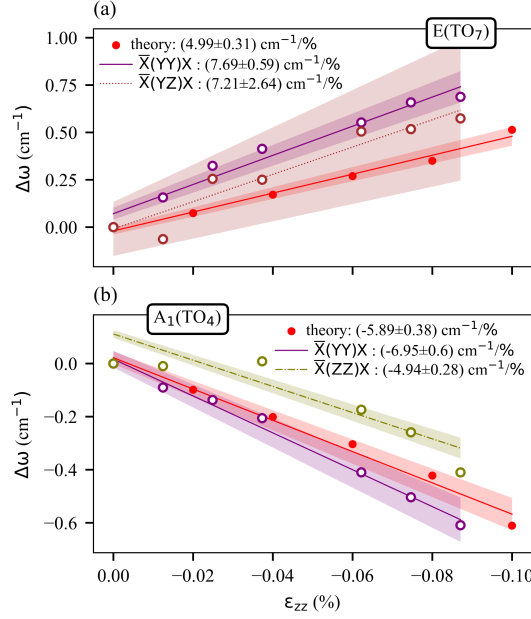 (a)
E(TO₇)
theory: (4.99±0.31) cm⁻¹/%
X̅(YY)X : (7.69±0.59) cm⁻¹/%
X̅(YZ)X : (7.21±2.64) cm⁻¹/%
1.00
0.75
0.50
0.25
0.00
Δω (cm⁻¹)
(b)
A₁(TO₄)
theory: (-5.89±0.38) cm⁻¹/%
X̅(YY)X : (-6.95±0.6) cm⁻¹/%
X̅(ZZ)X : (-4.94±0.28) cm⁻¹/%
0.0
−0.2
−0.4
−0.6
Δω (cm⁻¹)
0.00 −0.02 −0.04 −0.06 −0.08 −0.10
ε_zz (%)